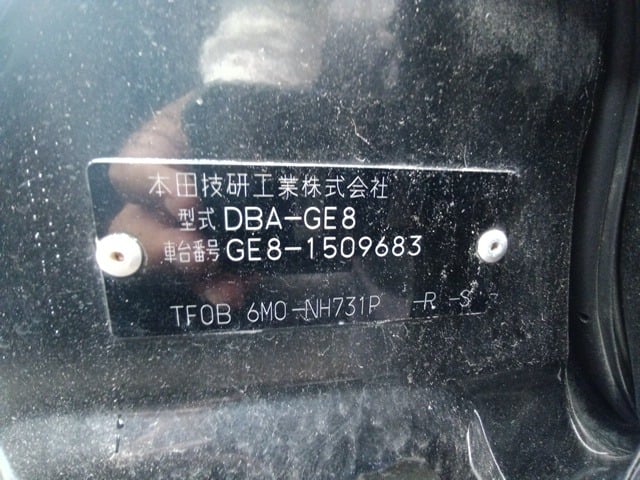 本田技研工業株式会社
型式 DBA-GE8
車台番号 GE8-1509683
TF0B 6M0-NH731P -R -S